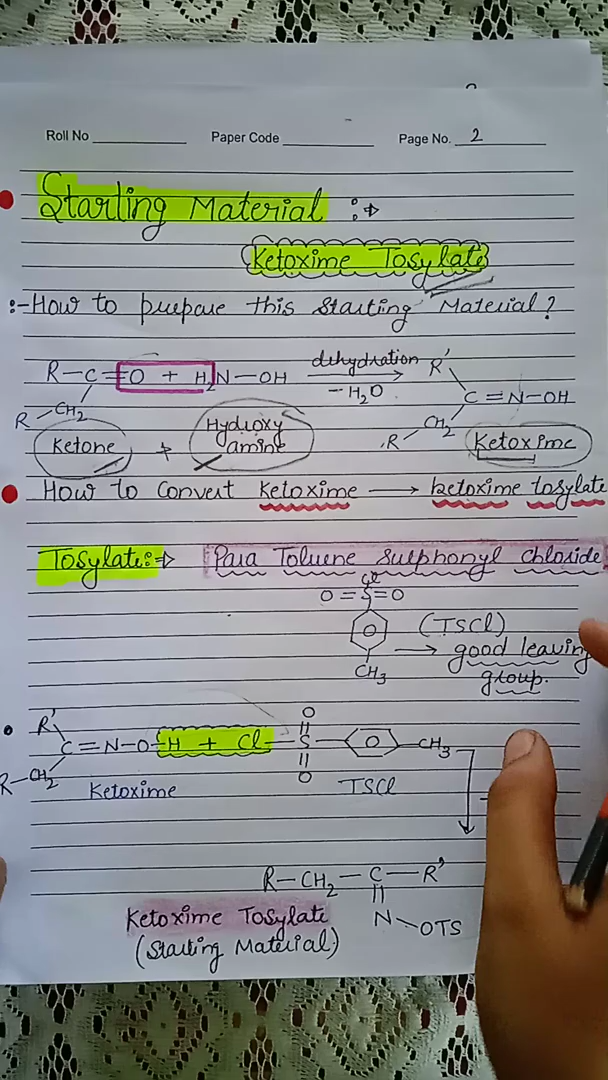 Roll No Paper Code Page No. 2
Starting Material :→
Ketoxime Tosylate
:- How to prepare this Starting Material?
R—C=O + H₂N—OH dehydration −H₂O R' C=N—OH
R CH₂ R CH₂
Ketone + Hydroxy amine Ketoxime
How to Convert Ketoxime → ketoxime tosylate
Tosylate:→ Para Toluene Sulphonyl Chloride
Cl
O=S=O
(TSCl)
→ good leaving
group.
CH₃
R' C=N—O—H + Cl—S— —CH₃
O
O
R—CH₂
Ketoxime TSCl
R—CH₂—C—R'
N—OTS
Ketoxime Tosylate
(Starting Material)